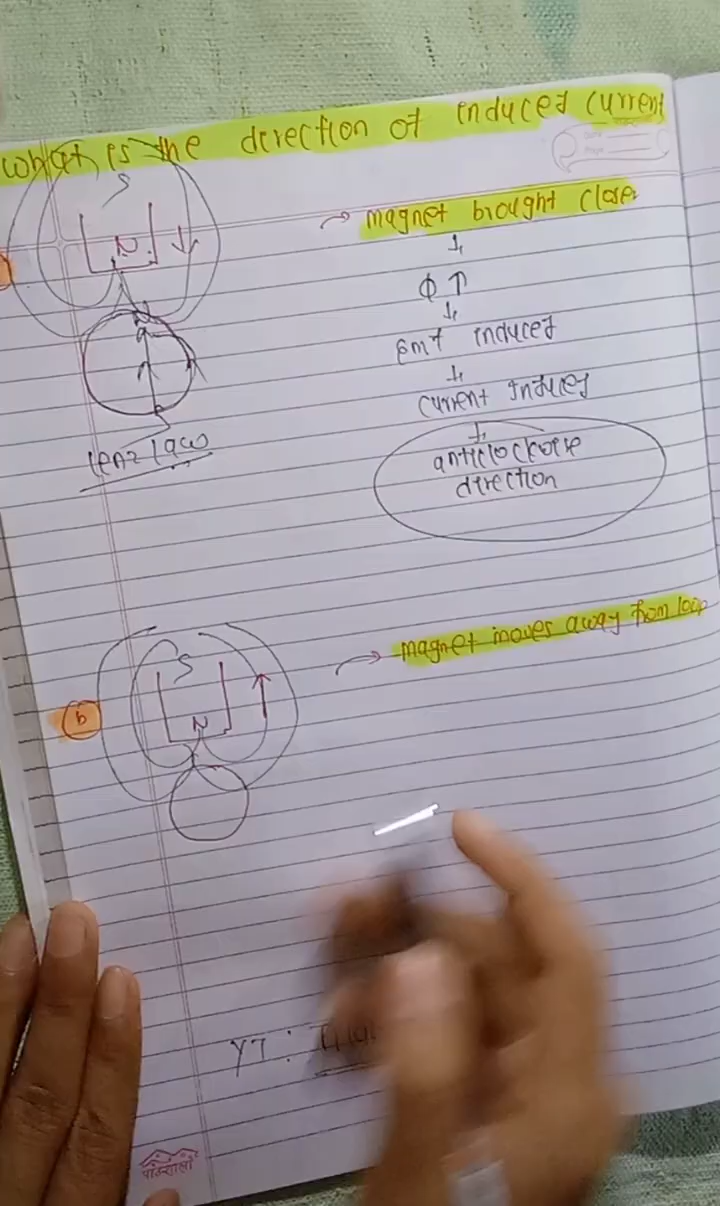 What is the direction of induced current
S
N
→ magnet brought close
↓
Φ ↑
↓
Emf induced
↓
current induced
↓
anticlockwise
direction
N
lenz law
→ magnet moves away from loop
b
S
N
YT :
पाठशाला